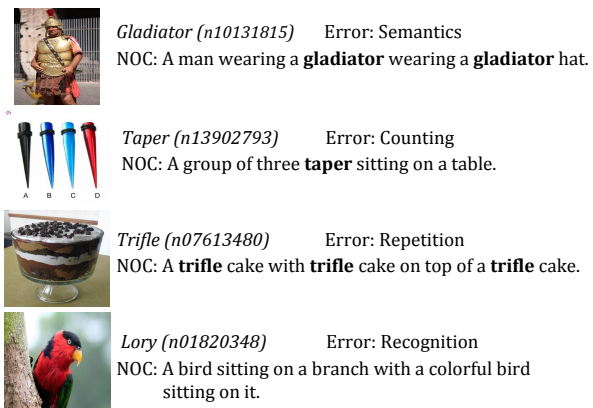 Gladiator (n10131815) Error: Semantics
NOC: A man wearing a gladiator wearing a gladiator hat.
Taper (n13902793) Error: Counting
NOC: A group of three taper sitting on a table.
A B C D
Trifle (n07613480) Error: Repetition
NOC: A trifle cake with trifle cake on top of a trifle cake.
Lory (n01820348) Error: Recognition
NOC: A bird sitting on a branch with a colorful bird
sitting on it.